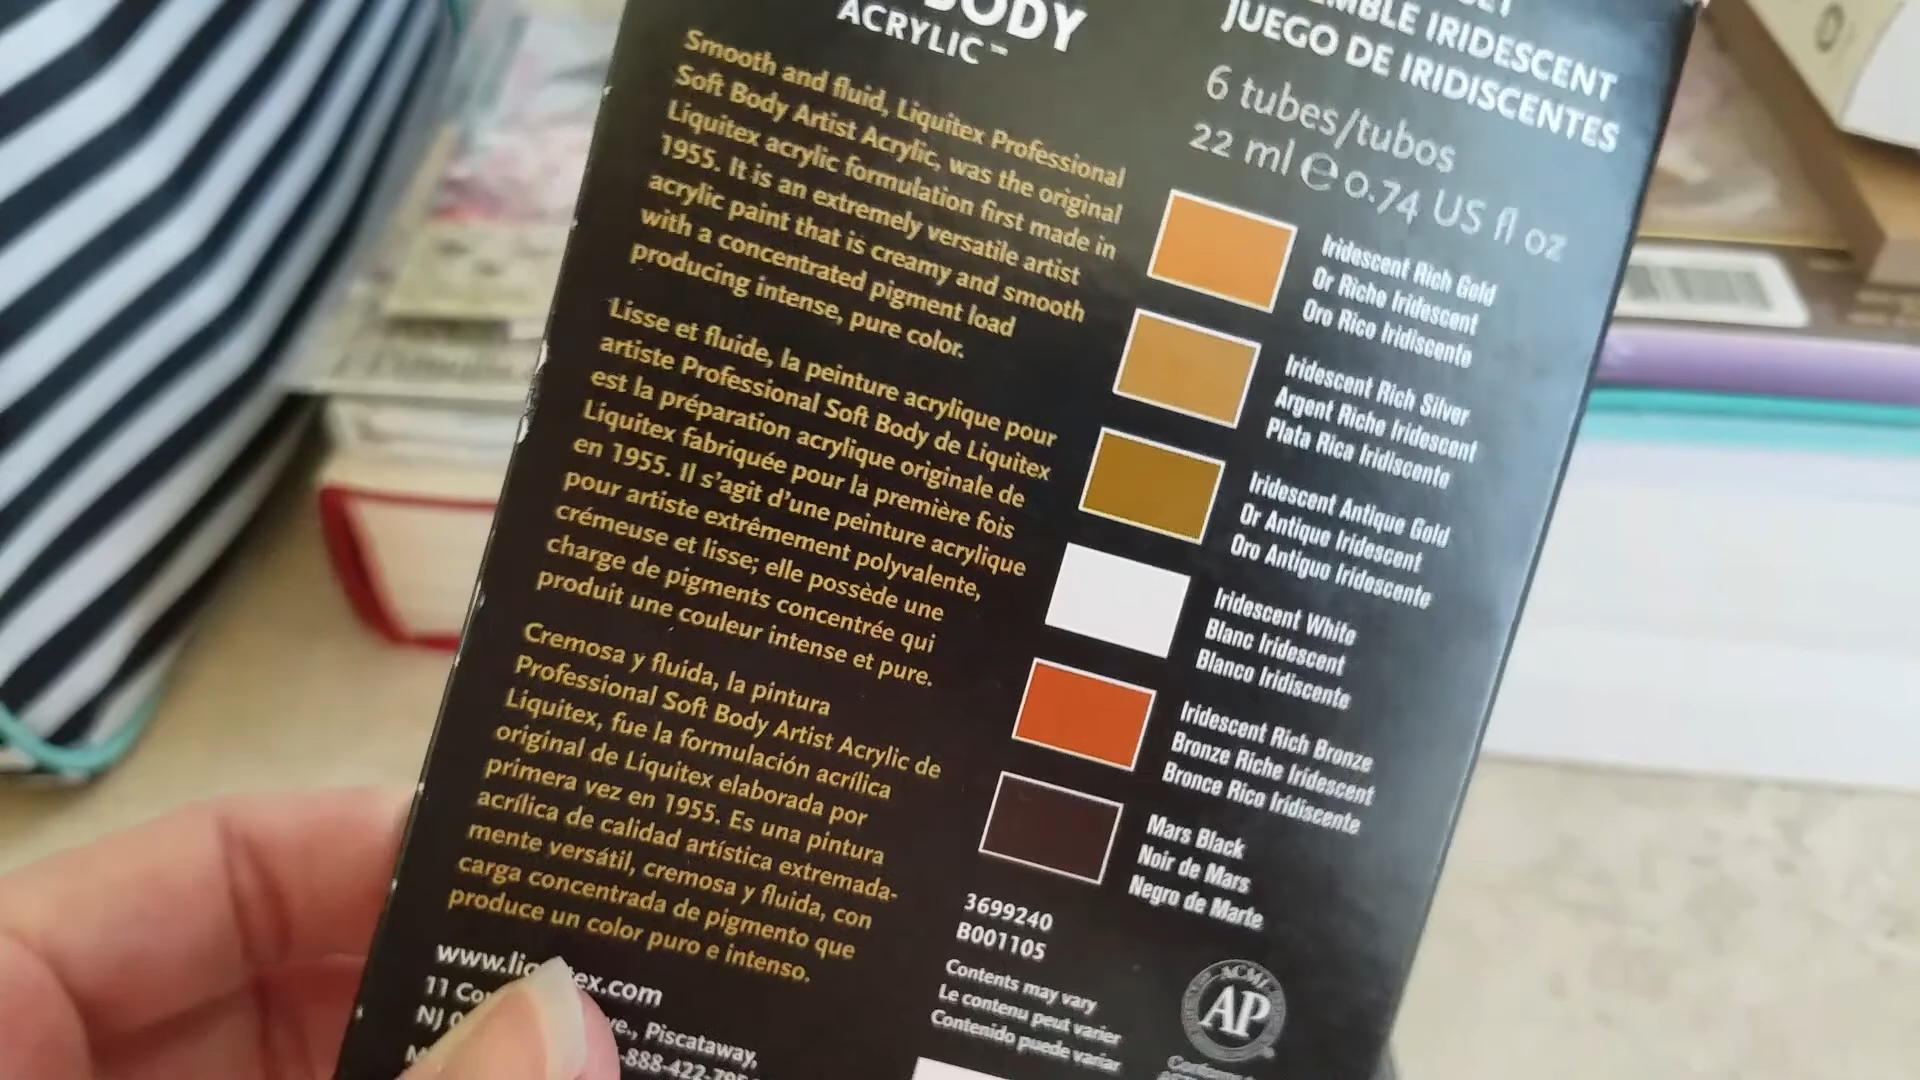 BODY
ACRYLIC™
Smooth and fluid, Liquitex Professional
Soft Body Artist Acrylic, was the original
Liquitex acrylic formulation first made in
1955. It is an extremely versatile artist
acrylic paint that is creamy and smooth
with a concentrated pigment load
producing intense, pure color.
Lisse et fluide, la peinture acrylique pour
artiste Professional Soft Body de Liquitex
est la préparation acrylique originale de
Liquitex fabriquée pour la première fois
en 1955. Il s'agit d'une peinture acrylique
pour artiste extrêmement polyvalente,
crémeuse et lisse; elle possède une
charge de pigments concentrée qui
produit une couleur intense et pure.
Cremosa y fluida, la pintura
Professional Soft Body Artist Acrylic de
Liquitex, fue la formulación acrílica
original de Liquitex elaborada por
primera vez en 1955. Es una pintura
acrílica de calidad artística extremada-
mente versátil, cremosa y fluida, con
carga concentrada de pigmento que
produce un color puro e intenso.
11
NJ
Piscataway,
IRIDESCENT
JUEGO DE IRIDISCENTES
6 tubes/tubos
22 ml ℮ 0.74 US fl oz
Iridescent Rich Gold
Or Riche Iridescent
Oro Rico Iridiscente
Iridescent Rich Silver
Argent Riche Iridescent
Plata Rica Iridiscente
Iridescent Antique Gold
Or Antique Iridescent
Oro Antiguo Iridescente
Iridescent White
Blanc Iridescent
Blanco Iridiscente
Iridescent Rich Bronze
Bronze Riche Iridescent
Bronce Rico Iridiscente
Mars Black
Noir de Mars
Negro de Marte
3699240
B001105
Contents may vary
Le contenu peut varier
Contenido puede variar
ACMI
AP